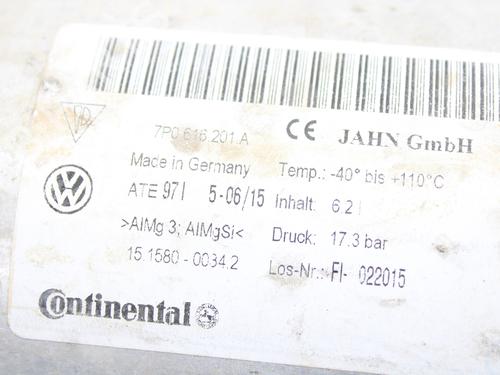 7P0 616 201 A CE JAHN GmbH
Made in Germany Temp.: -40° bis +110°C
ATE 97I 5-06/15 Inhalt: 6.2 l
>AlMg 3; AlMgSi< Druck: 17.3 bar
15.1580 - 0034.2 Los-Nr.: FI- 022015
Continental